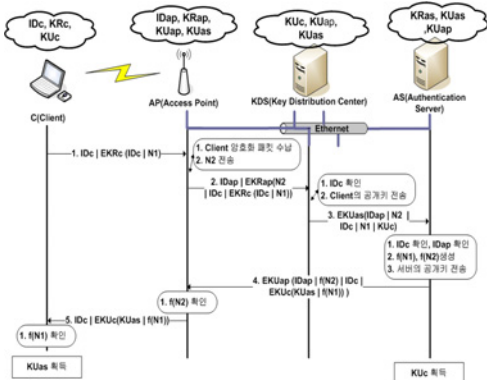 IDc, KRc,
KUc
IDap, KRap,
KUap, KUas
KUc, KUap,
KUas
KRas, KUas
,KUap
C(Client)
AP(Access Point)
KDS(Key Distribution Center)
AS(Authentication
Server)
Ethernet
1. IDc | EKRc (IDc | N1)
1. Client 암호화 패킷 수납
2. N2 전송
2. IDap | EKRap(N2
| IDc | EKRc (IDc | N1))
1. IDc 확인
2. Client의 공개키 전송
3. EKUas(IDap | N2 |
IDc | N1 | KUc)
1. IDc 확인, IDap 확인
2. f(N1), f(N2)생성
3. 서버의 공개키 전송
4. EKUap (IDap | f(N2) | IDc |
EKUc(KUas | f(N1)) )
1. f(N2) 확인
5. IDc | EKUc(KUas | f(N1))
1. f(N1) 확인
KUas 획득
KUc 획득